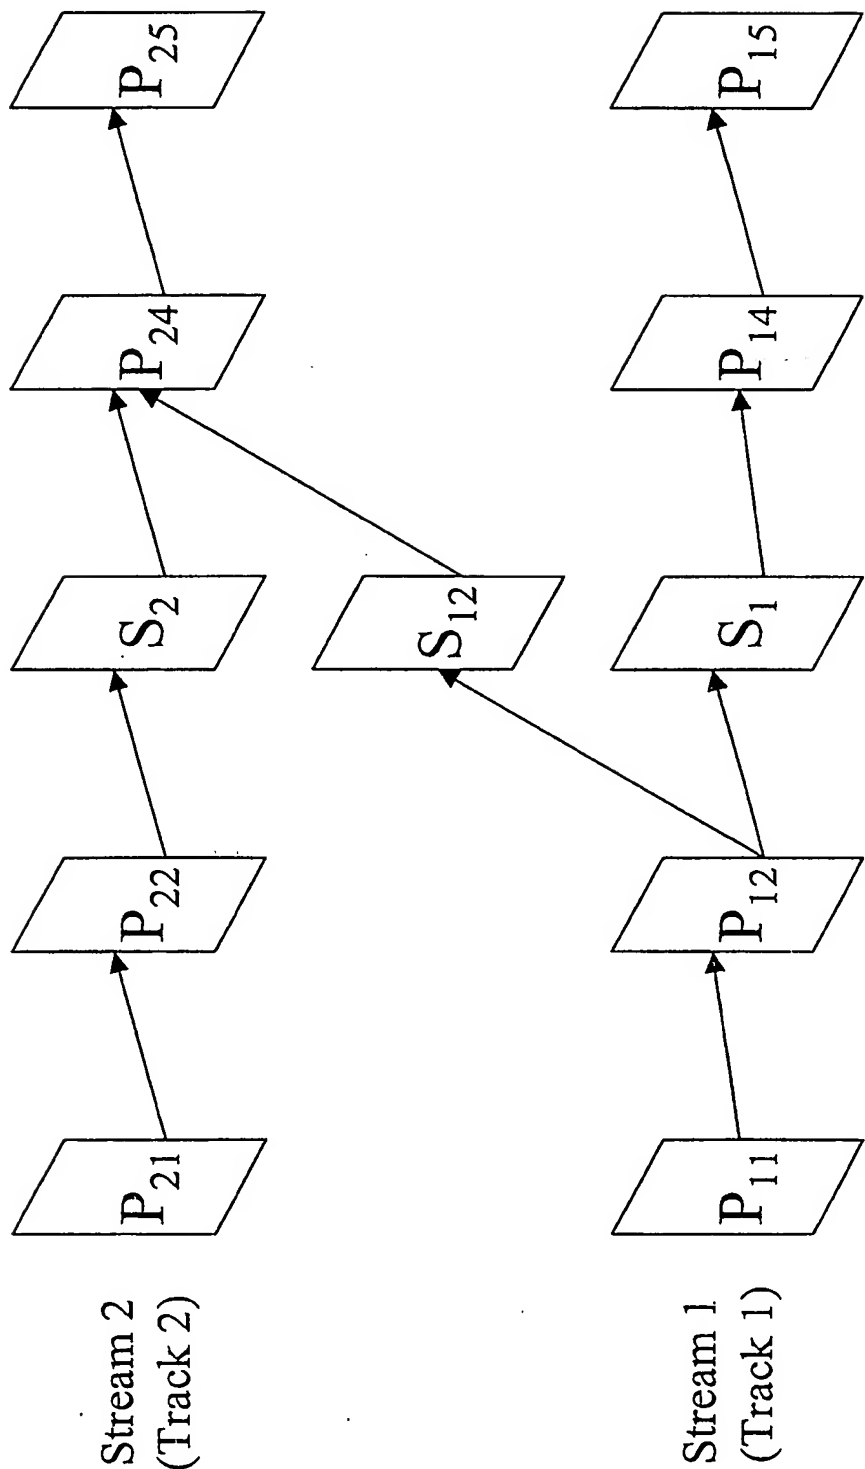 Stream 2
(Track 2)
P21
P22
S2
P24
P25
S12
Stream 1
(Track 1)
P11
P12
S1
P14
P15